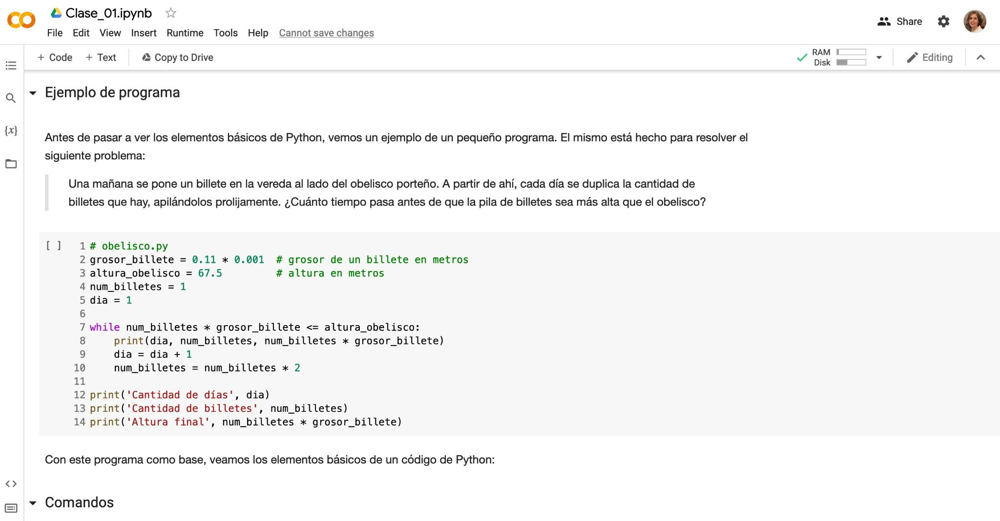 Clase_01.ipynb
File Edit View Insert Runtime Tools Help Cannot save changes
Share
+ Code + Text Copy to Drive
RAM
Disk
Editing
{x}
Ejemplo de programa
Antes de pasar a ver los elementos básicos de Python, vemos un ejemplo de un pequeño programa. El mismo está hecho para resolver el
siguiente problema:
Una mañana se pone un billete en la vereda al lado del obelisco porteño. A partir de ahí, cada día se duplica la cantidad de
billetes que hay, apilándolos prolijamente. ¿Cuánto tiempo pasa antes de que la pila de billetes sea más alta que el obelisco?
[ ] 1 # obelisco.py
2 grosor_billete = 0.11 * 0.001  # grosor de un billete en metros
3 altura_obelisco = 67.5         # altura en metros
4 num_billetes = 1
5 dia = 1
6
7 while num_billetes * grosor_billete <= altura_obelisco:
8     print(dia, num_billetes, num_billetes * grosor_billete)
9     dia = dia + 1
10     num_billetes = num_billetes * 2
11
12 print('Cantidad de días', dia)
13 print('Cantidad de billetes', num_billetes)
14 print('Altura final', num_billetes * grosor_billete)
Con este programa como base, veamos los elementos básicos de un código de Python:
Comandos